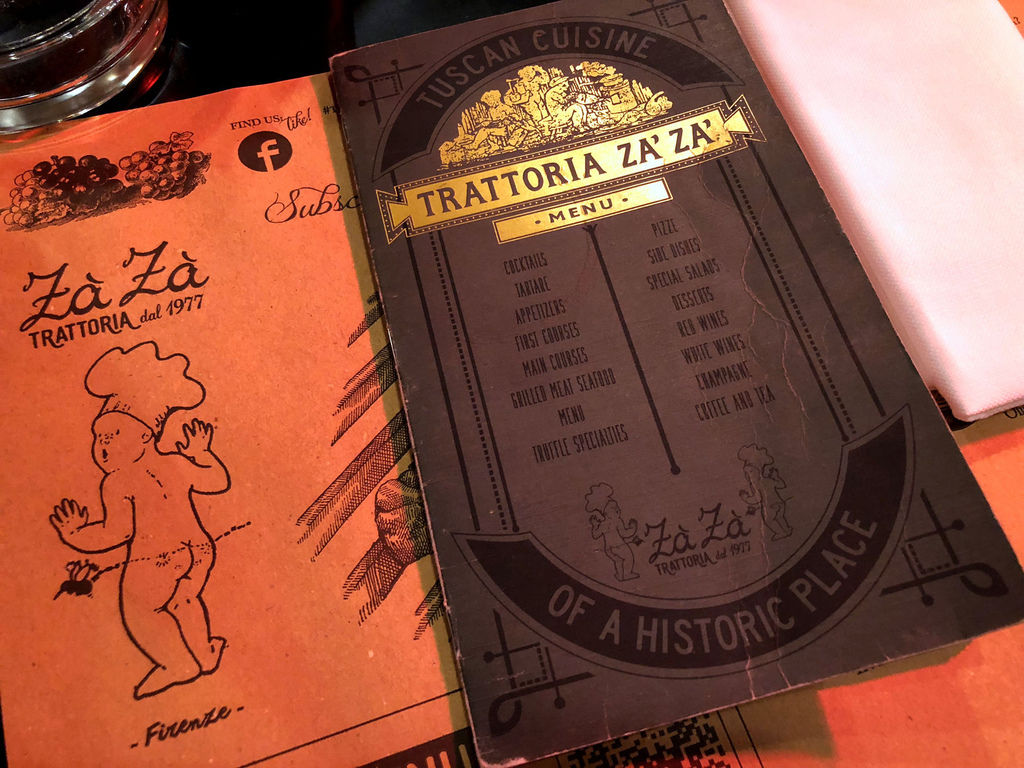 FIND US:
like!
f
Zà Zà
TRATTORIA dal 1977
- Firenze -
TUSCAN CUISINE
TRATTORIA ZA' ZA'
- MENU -
COCKTAILS
TARTARE
APPETIZERS
FIRST COURSES
MAIN COURSES
GRILLED MEAT SEAFOOD
MENU
TRUFFLE SPECIALTIES
PIZZE
SIDE DISHES
SPECIAL SALADS
DESSERTS
RED WINES
WHITE WINES
CHAMPAGNE
COFFEE AND TEA
Zà Zà
TRATTORIA dal 1977
OF A HISTORIC PLACE